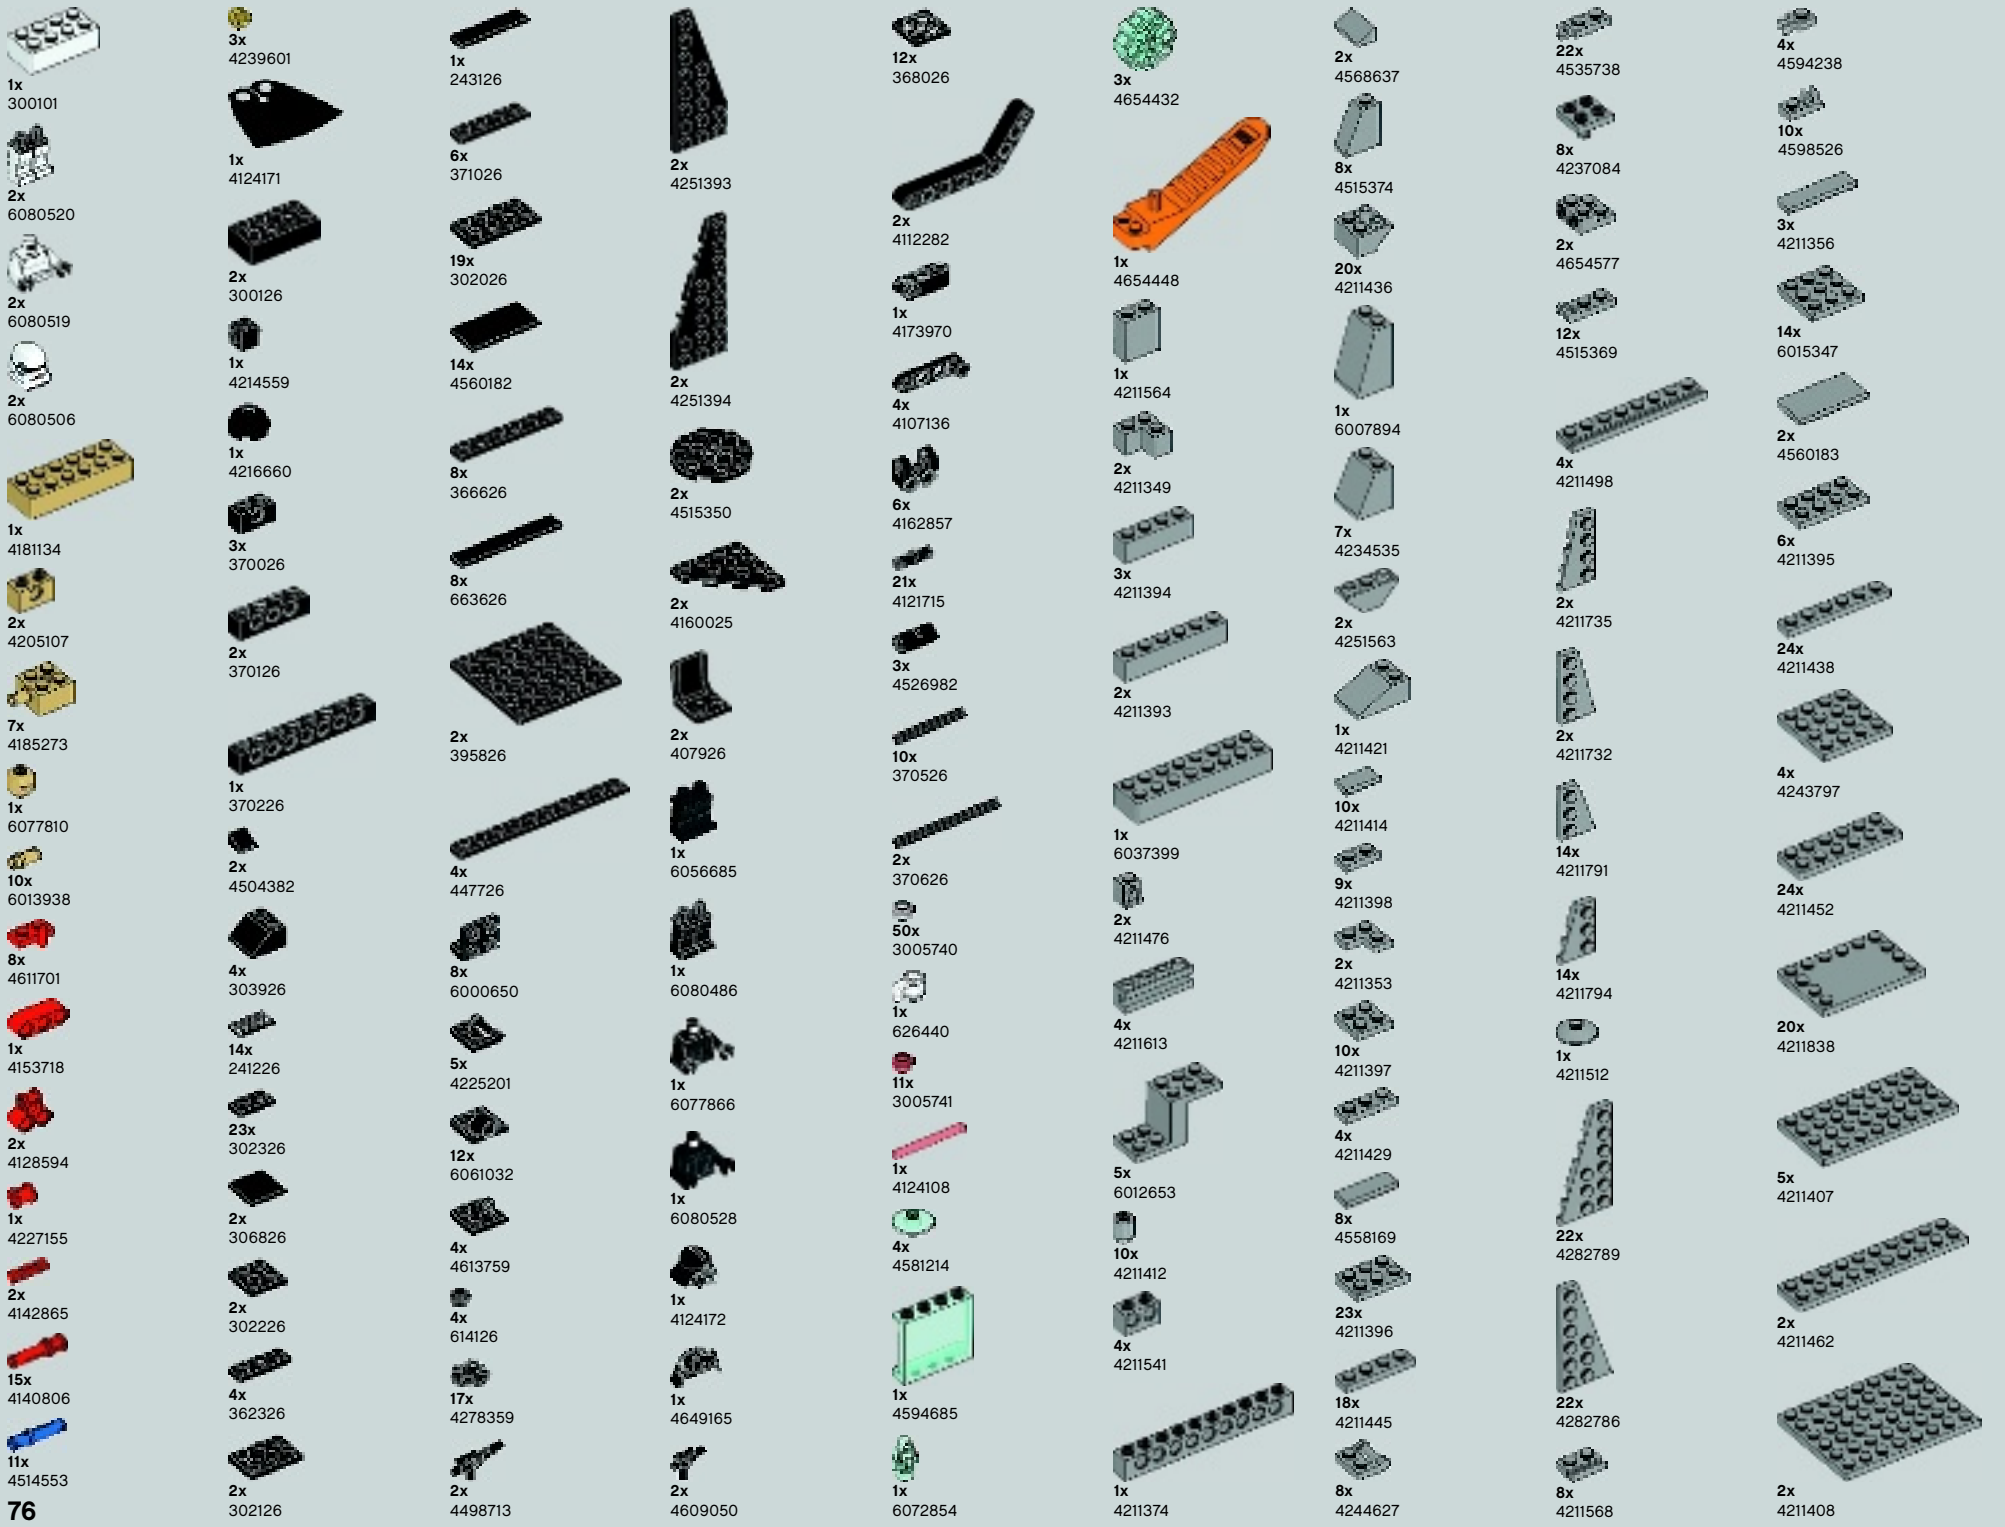 1x
300101
2x
6080520
2x
6080519
2x
6080506
1x
4181134
2x
4205107
7x
4185273
1x
6077810
10x
6013938
8x
4611701
1x
4153718
2x
4128594
1x
4227155
2x
4142865
15x
4140806
11x
4514553
76
3x
4239601
1x
4124171
2x
300126
1x
4214559
1x
4216660
3x
370026
2x
370126
1x
370226
2x
4504382
4x
303926
14x
241226
23x
302326
2x
306826
2x
302226
4x
362326
2x
302126
1x
243126
6x
371026
19x
302026
14x
4560182
8x
366626
8x
663626
2x
395826
4x
447726
8x
6000650
5x
4225201
12x
6061032
4x
4613759
4x
614126
17x
4278359
2x
4498713
2x
4251393
2x
4251394
2x
4515350
2x
4160025
2x
407926
1x
6056685
1x
6080486
1x
6077866
1x
6080528
1x
4124172
1x
4649165
2x
4609050
12x
368026
2x
4112282
1x
4173970
4x
4107136
6x
4162857
21x
4121715
3x
4526982
10x
370526
2x
370626
50x
3005740
1x
626440
11x
3005741
1x
4124108
4x
4581214
1x
4594685
1x
6072854
3x
4654432
1x
4654448
1x
4211564
2x
4211349
3x
4211394
2x
4211393
1x
6037399
2x
4211476
4x
4211613
5x
6012653
10x
4211412
4x
4211541
1x
4211374
2x
4568637
8x
4515374
20x
4211436
1x
6007894
7x
4234535
2x
4251563
1x
4211421
10x
4211414
9x
4211398
2x
4211353
10x
4211397
4x
4211429
8x
4558169
23x
4211396
18x
4211445
8x
4244627
22x
4535738
8x
4237084
2x
4654577
12x
4515369
4x
4211498
2x
4211735
2x
4211732
14x
4211791
14x
4211794
1x
4211512
22x
4282789
22x
4282786
8x
4211568
4x
4594238
10x
4598526
3x
4211356
14x
6015347
2x
4560183
6x
4211395
24x
4211438
4x
4243797
24x
4211452
20x
4211838
5x
4211407
2x
4211462
2x
4211408